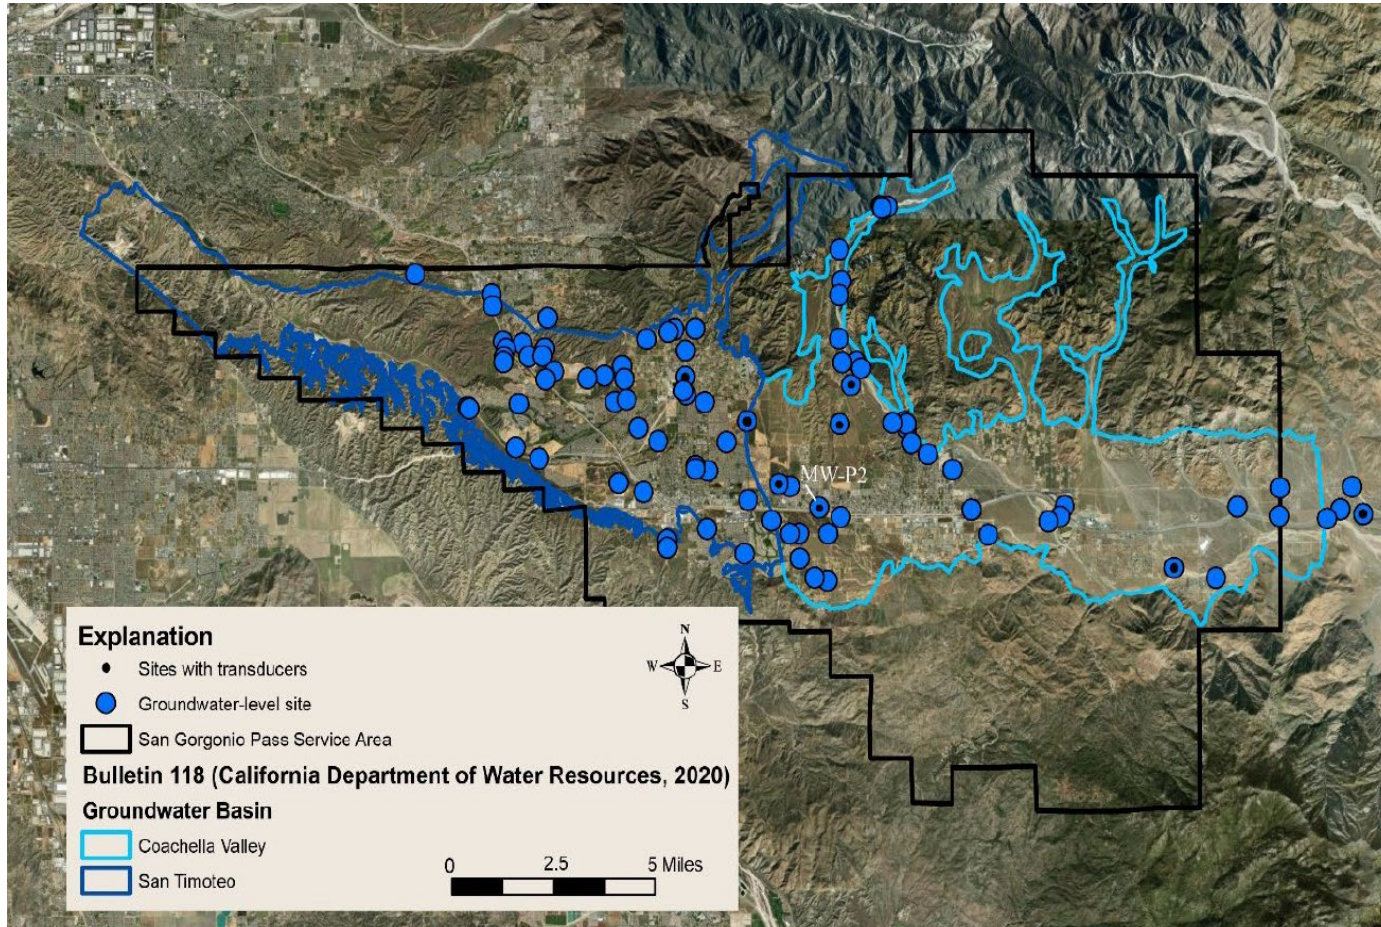 MW-P2
Explanation
Sites with transducers
Groundwater-level site
San Gorgonio Pass Service Area
Bulletin 118 (California Department of Water Resources, 2020)
Groundwater Basin
Coachella Valley
San Timoteo
N
W E
S
0 2.5 5 Miles